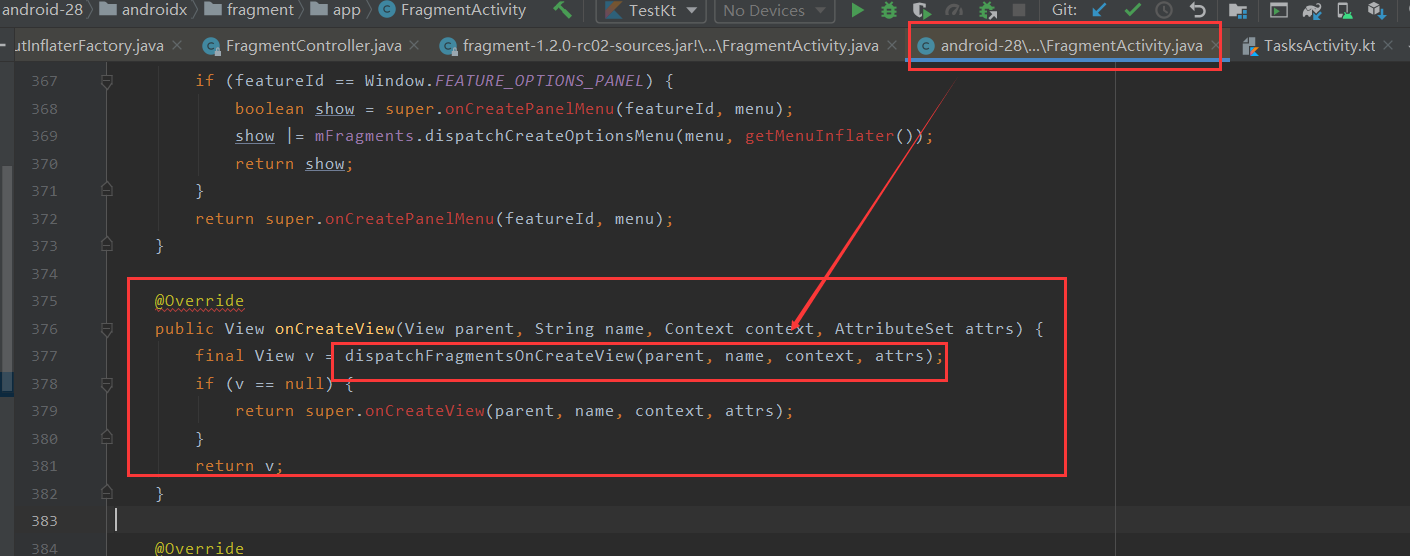 android-28 androidx fragment app FragmentActivity TestKt No Devices Git:
utInflaterFactory.java FragmentController.java fragment-1.2.0-rc02-sources.jar!\...\FragmentActivity.java android-28\...\FragmentActivity.java TasksActivity.kt
367 if (featureId == Window.FEATURE_OPTIONS_PANEL) {
368 boolean show = super.onCreatePanelMenu(featureId, menu);
369 show |= mFragments.dispatchCreateOptionsMenu(menu, getMenuInflater());
370 return show;
371 }
372 return super.onCreatePanelMenu(featureId, menu);
373 }
374
375 @Override
376 public View onCreateView(View parent, String name, Context context, AttributeSet attrs) {
377 final View v = dispatchFragmentsOnCreateView(parent, name, context, attrs);
378 if (v == null) {
379 return super.onCreateView(parent, name, context, attrs);
380 }
381 return v;
382 }
383
384 @Override